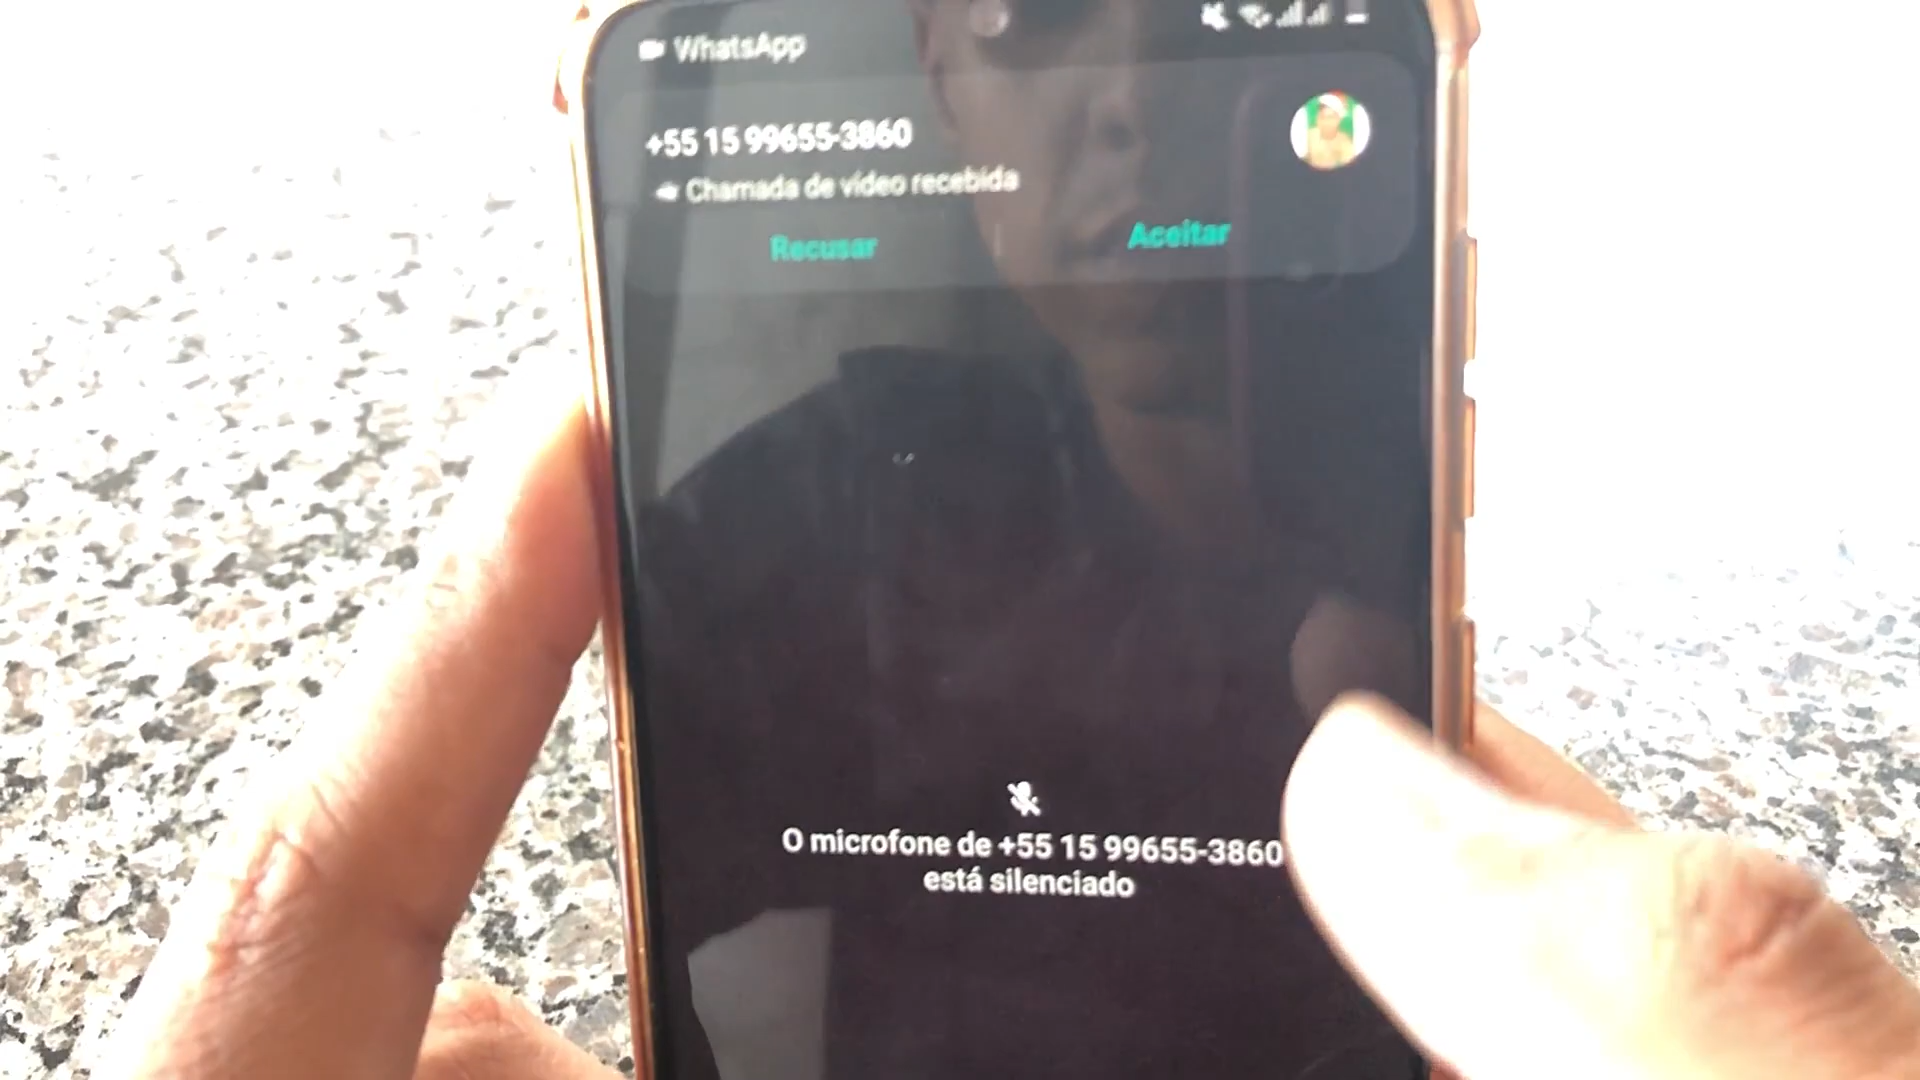 WhatsApp
+55 15 99655-3860
Chamada de vídeo recebida
Recusar
Aceitar
O microfone de +55 15 99655-3860
está silenciado